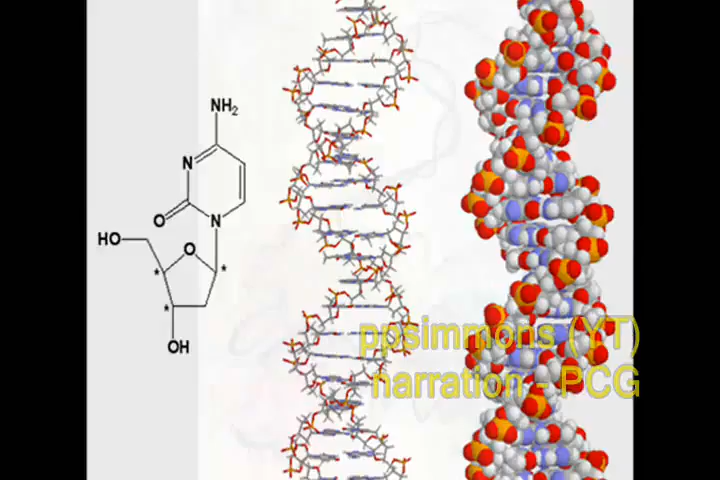 NH₂
N
O
N
HO
O
*
*
*
OH
ppsimmons (YT)
narration - PCG